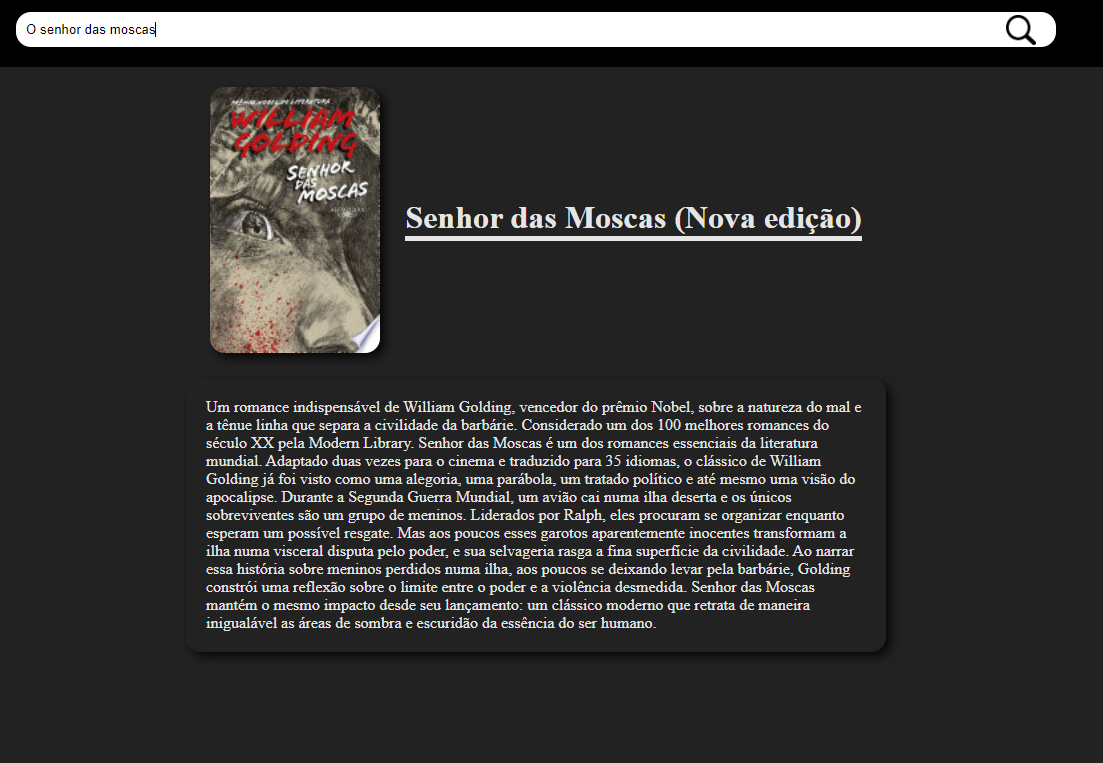 O senhor das moscas
PRÊMIO NOBEL DE LITERATURA
WILLIAM
GOLDING
SENHOR
DAS
MOSCAS
Senhor das Moscas (Nova edição)
Um romance indispensável de William Golding, vencedor do prêmio Nobel, sobre a natureza do mal e
a tênue linha que separa a civilidade da barbárie. Considerado um dos 100 melhores romances do
século XX pela Modern Library. Senhor das Moscas é um dos romances essenciais da literatura
mundial. Adaptado duas vezes para o cinema e traduzido para 35 idiomas, o clássico de William
Golding já foi visto como uma alegoria, uma parábola, um tratado político e até mesmo uma visão do
apocalipse. Durante a Segunda Guerra Mundial, um avião cai numa ilha deserta e os únicos
sobreviventes são um grupo de meninos. Liderados por Ralph, eles procuram se organizar enquanto
esperam um possível resgate. Mas aos poucos esses garotos aparentemente inocentes transformam a
ilha numa visceral disputa pelo poder, e sua selvageria rasga a fina superfície da civilidade. Ao narrar
essa história sobre meninos perdidos numa ilha, aos poucos se deixando levar pela barbárie, Golding
constrói uma reflexão sobre o limite entre o poder e a violência desmedida. Senhor das Moscas
mantém o mesmo impacto desde seu lançamento: um clássico moderno que retrata de maneira
inigualável as áreas de sombra e escuridão da essência do ser humano.